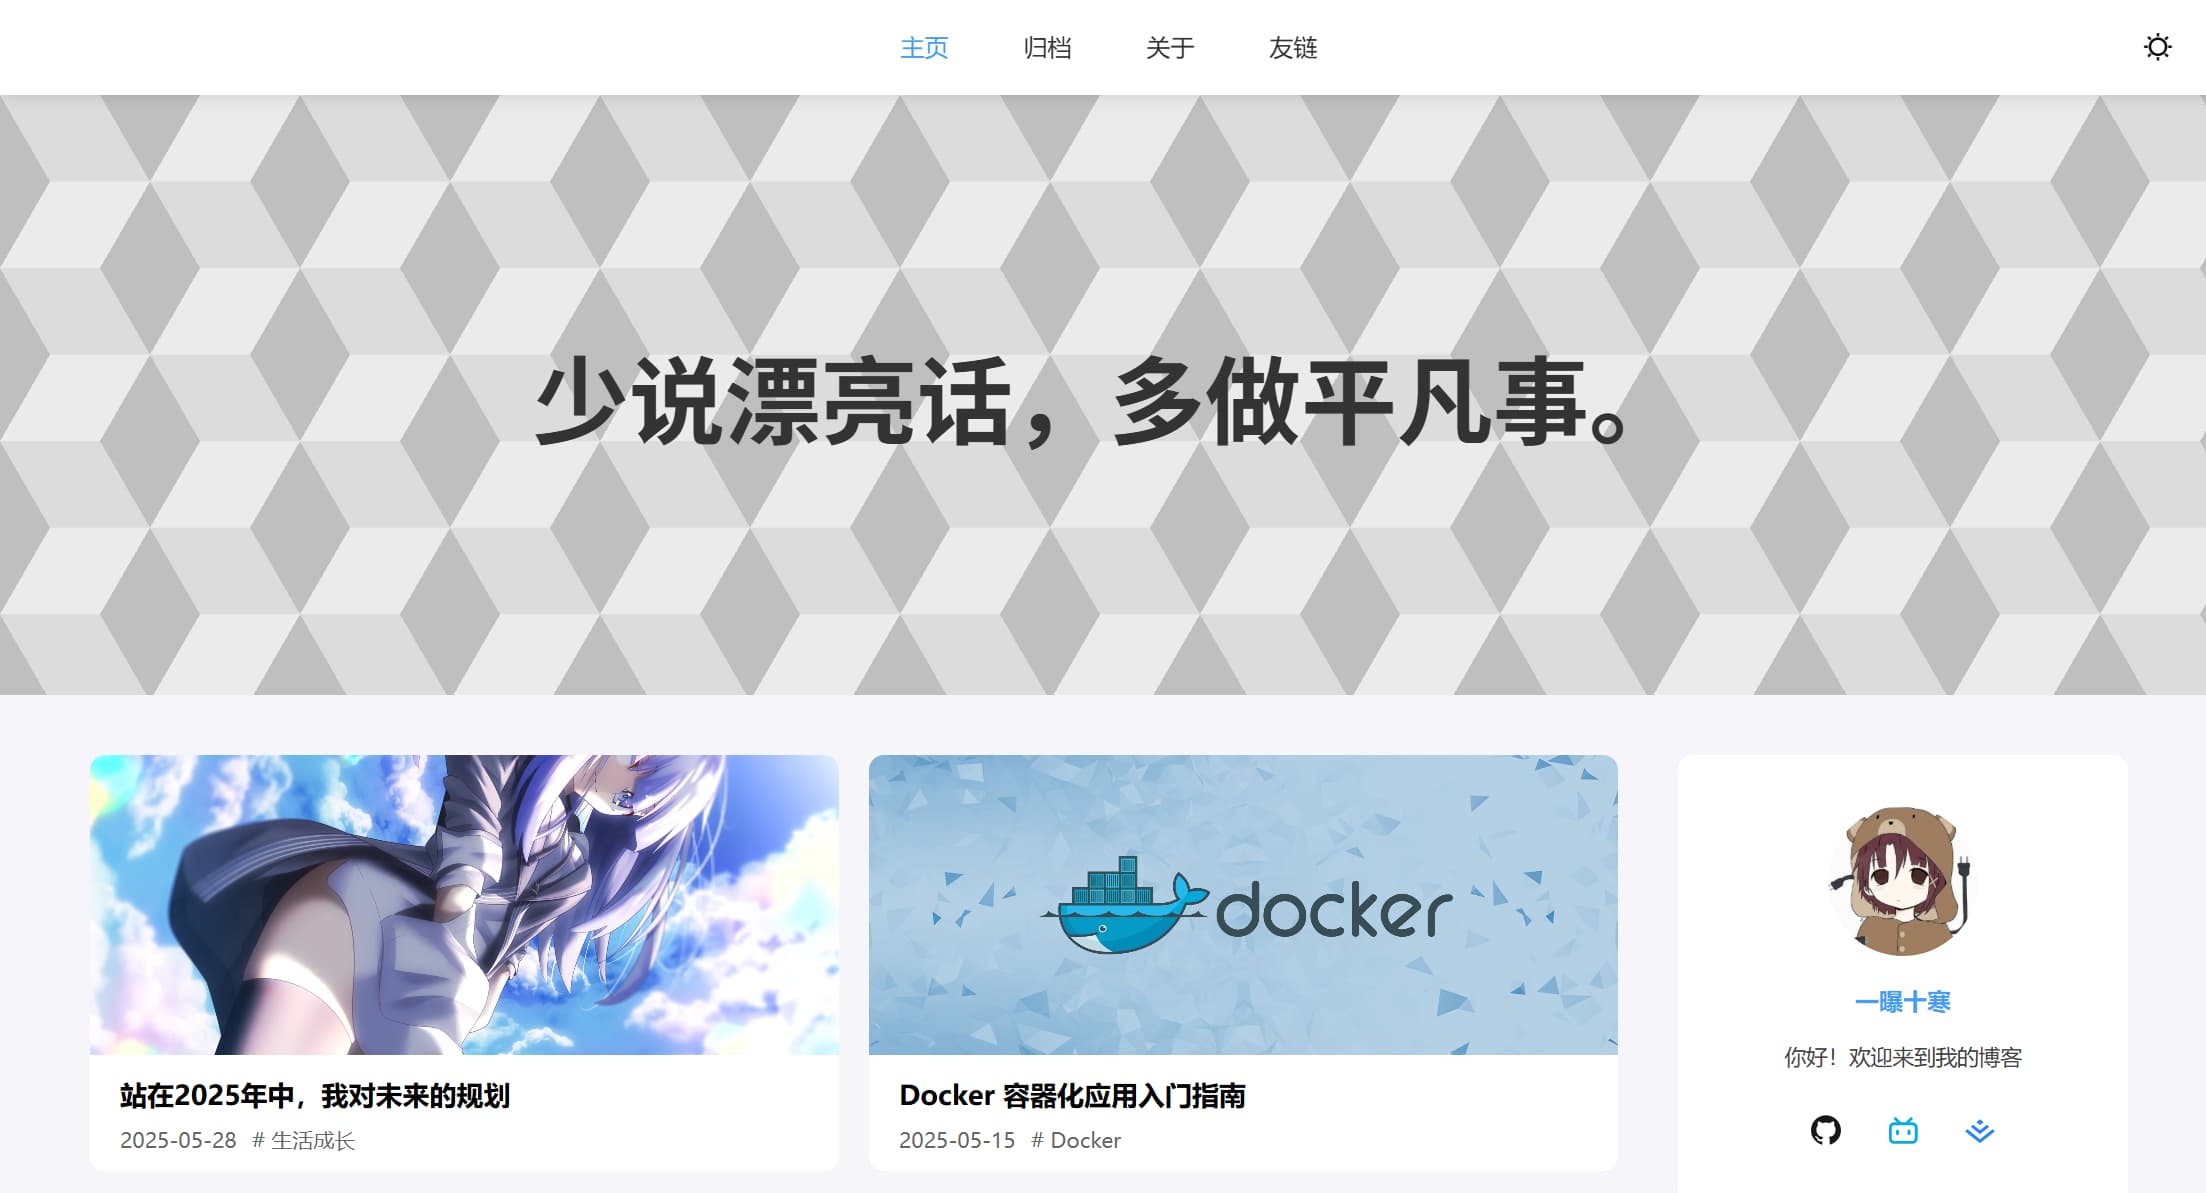 主页 归档 关于 友链
少说漂亮话，多做平凡事。
docker
站在2025年中，我对未来的规划
2025-05-28 # 生活成长
Docker 容器化应用入门指南
2025-05-15 # Docker
一曝十寒
你好！欢迎来到我的博客